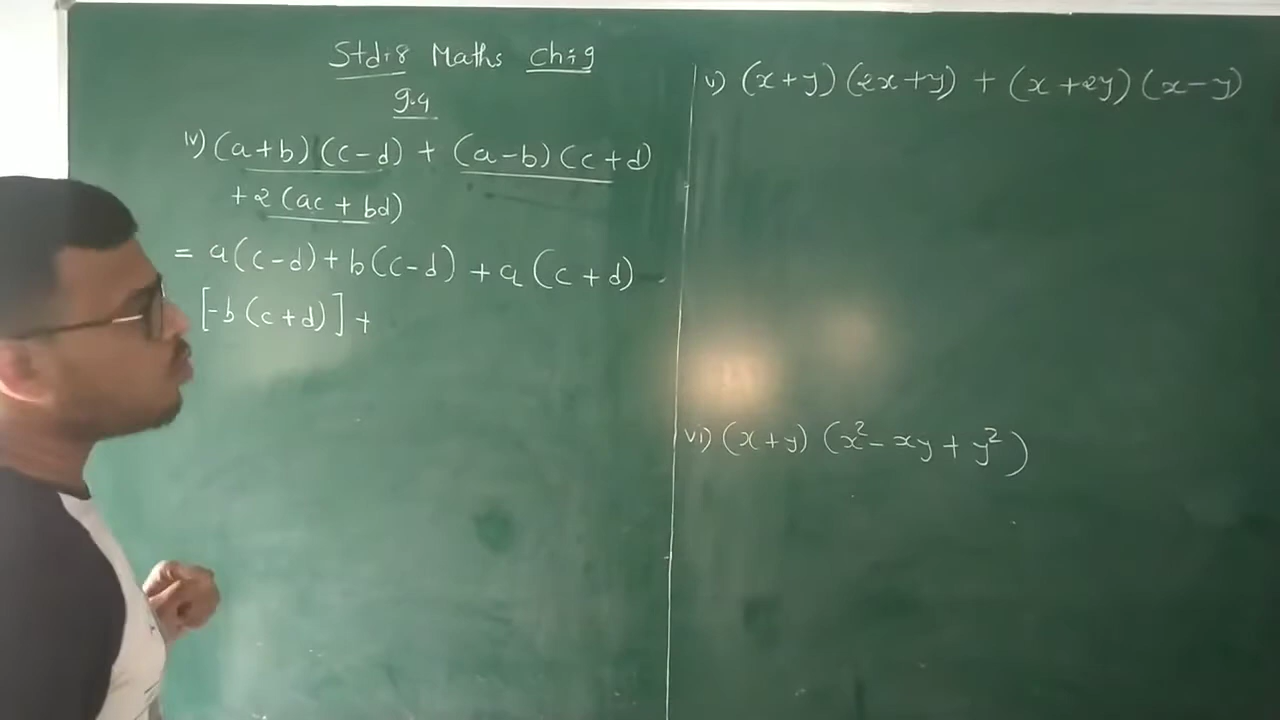 Std:8 Maths Ch:9
9.4
iv) (a+b) (c-d) + (a-b) (c+d)
+ 2 (ac + bd)
= a(c-d) + b(c-d) + a(c+d)
[-b(c+d)] +
v) (x+y) (2x+y) + (x+2y) (x-y)
vi) (x+y) (x²-xy+y²)